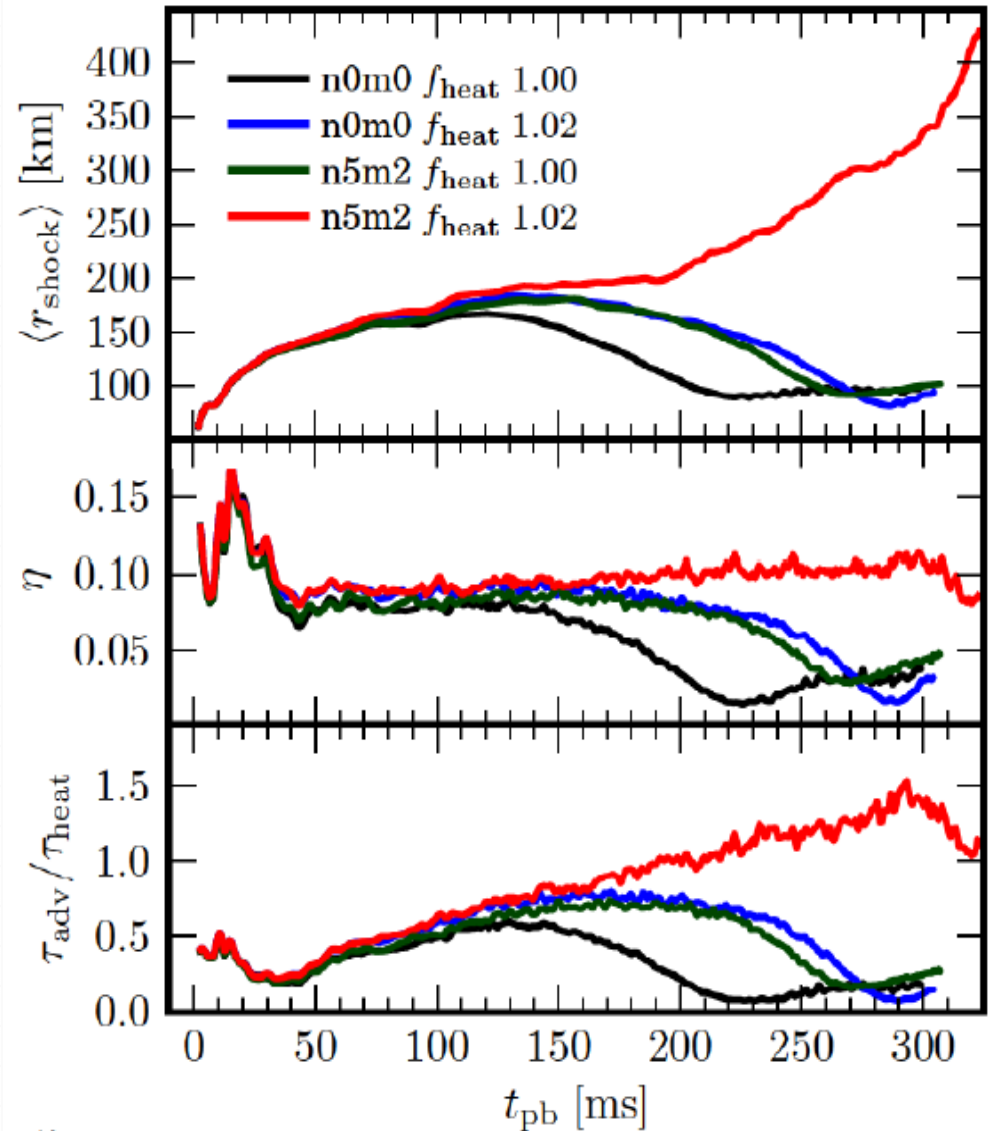 ⟨r_shock⟩ [km]
400
350
300
250
200
150
100
n0m0 f_heat 1.00
n0m0 f_heat 1.02
n5m2 f_heat 1.00
n5m2 f_heat 1.02
η
0.15
0.10
0.05
τ_adv/τ_heat
1.5
1.0
0.5
0.0
0 50 100 150 200 250 300
t_pb [ms]